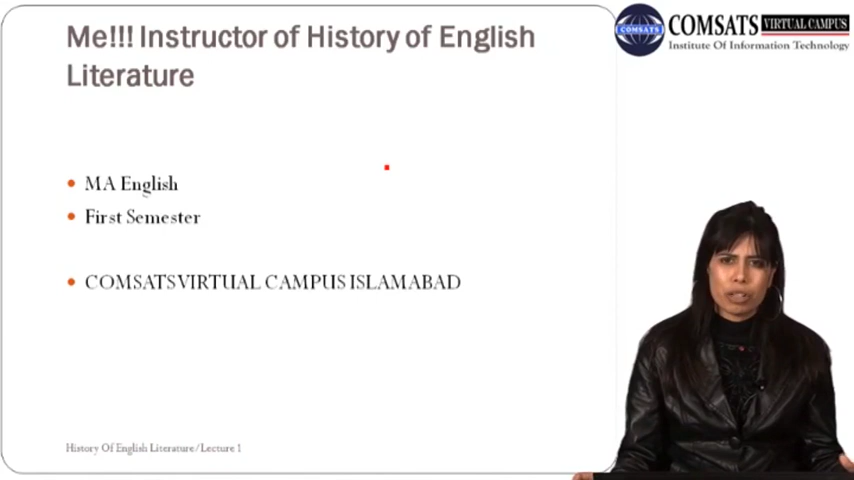 Me!!! Instructor of History of English
Literature
COMSATS VIRTUAL CAMPUS
Institute Of Information Technology
COMSATS
MA English
First Semester
COMSATS VIRTUAL CAMPUS ISLAMABAD
History Of English Literature/Lecture 1